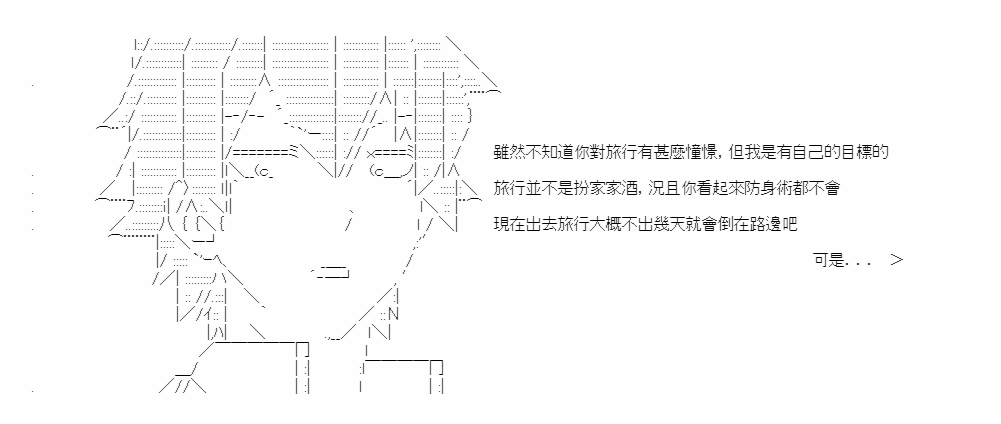 雖然不知道你對旅行有甚麼憧憬, 但我是有自己的目標的
旅行並不是扮家家酒, 況且你看起來防身術都不會
現在出去旅行大概不出幾天就會倒在路邊吧
可是. . . ＞